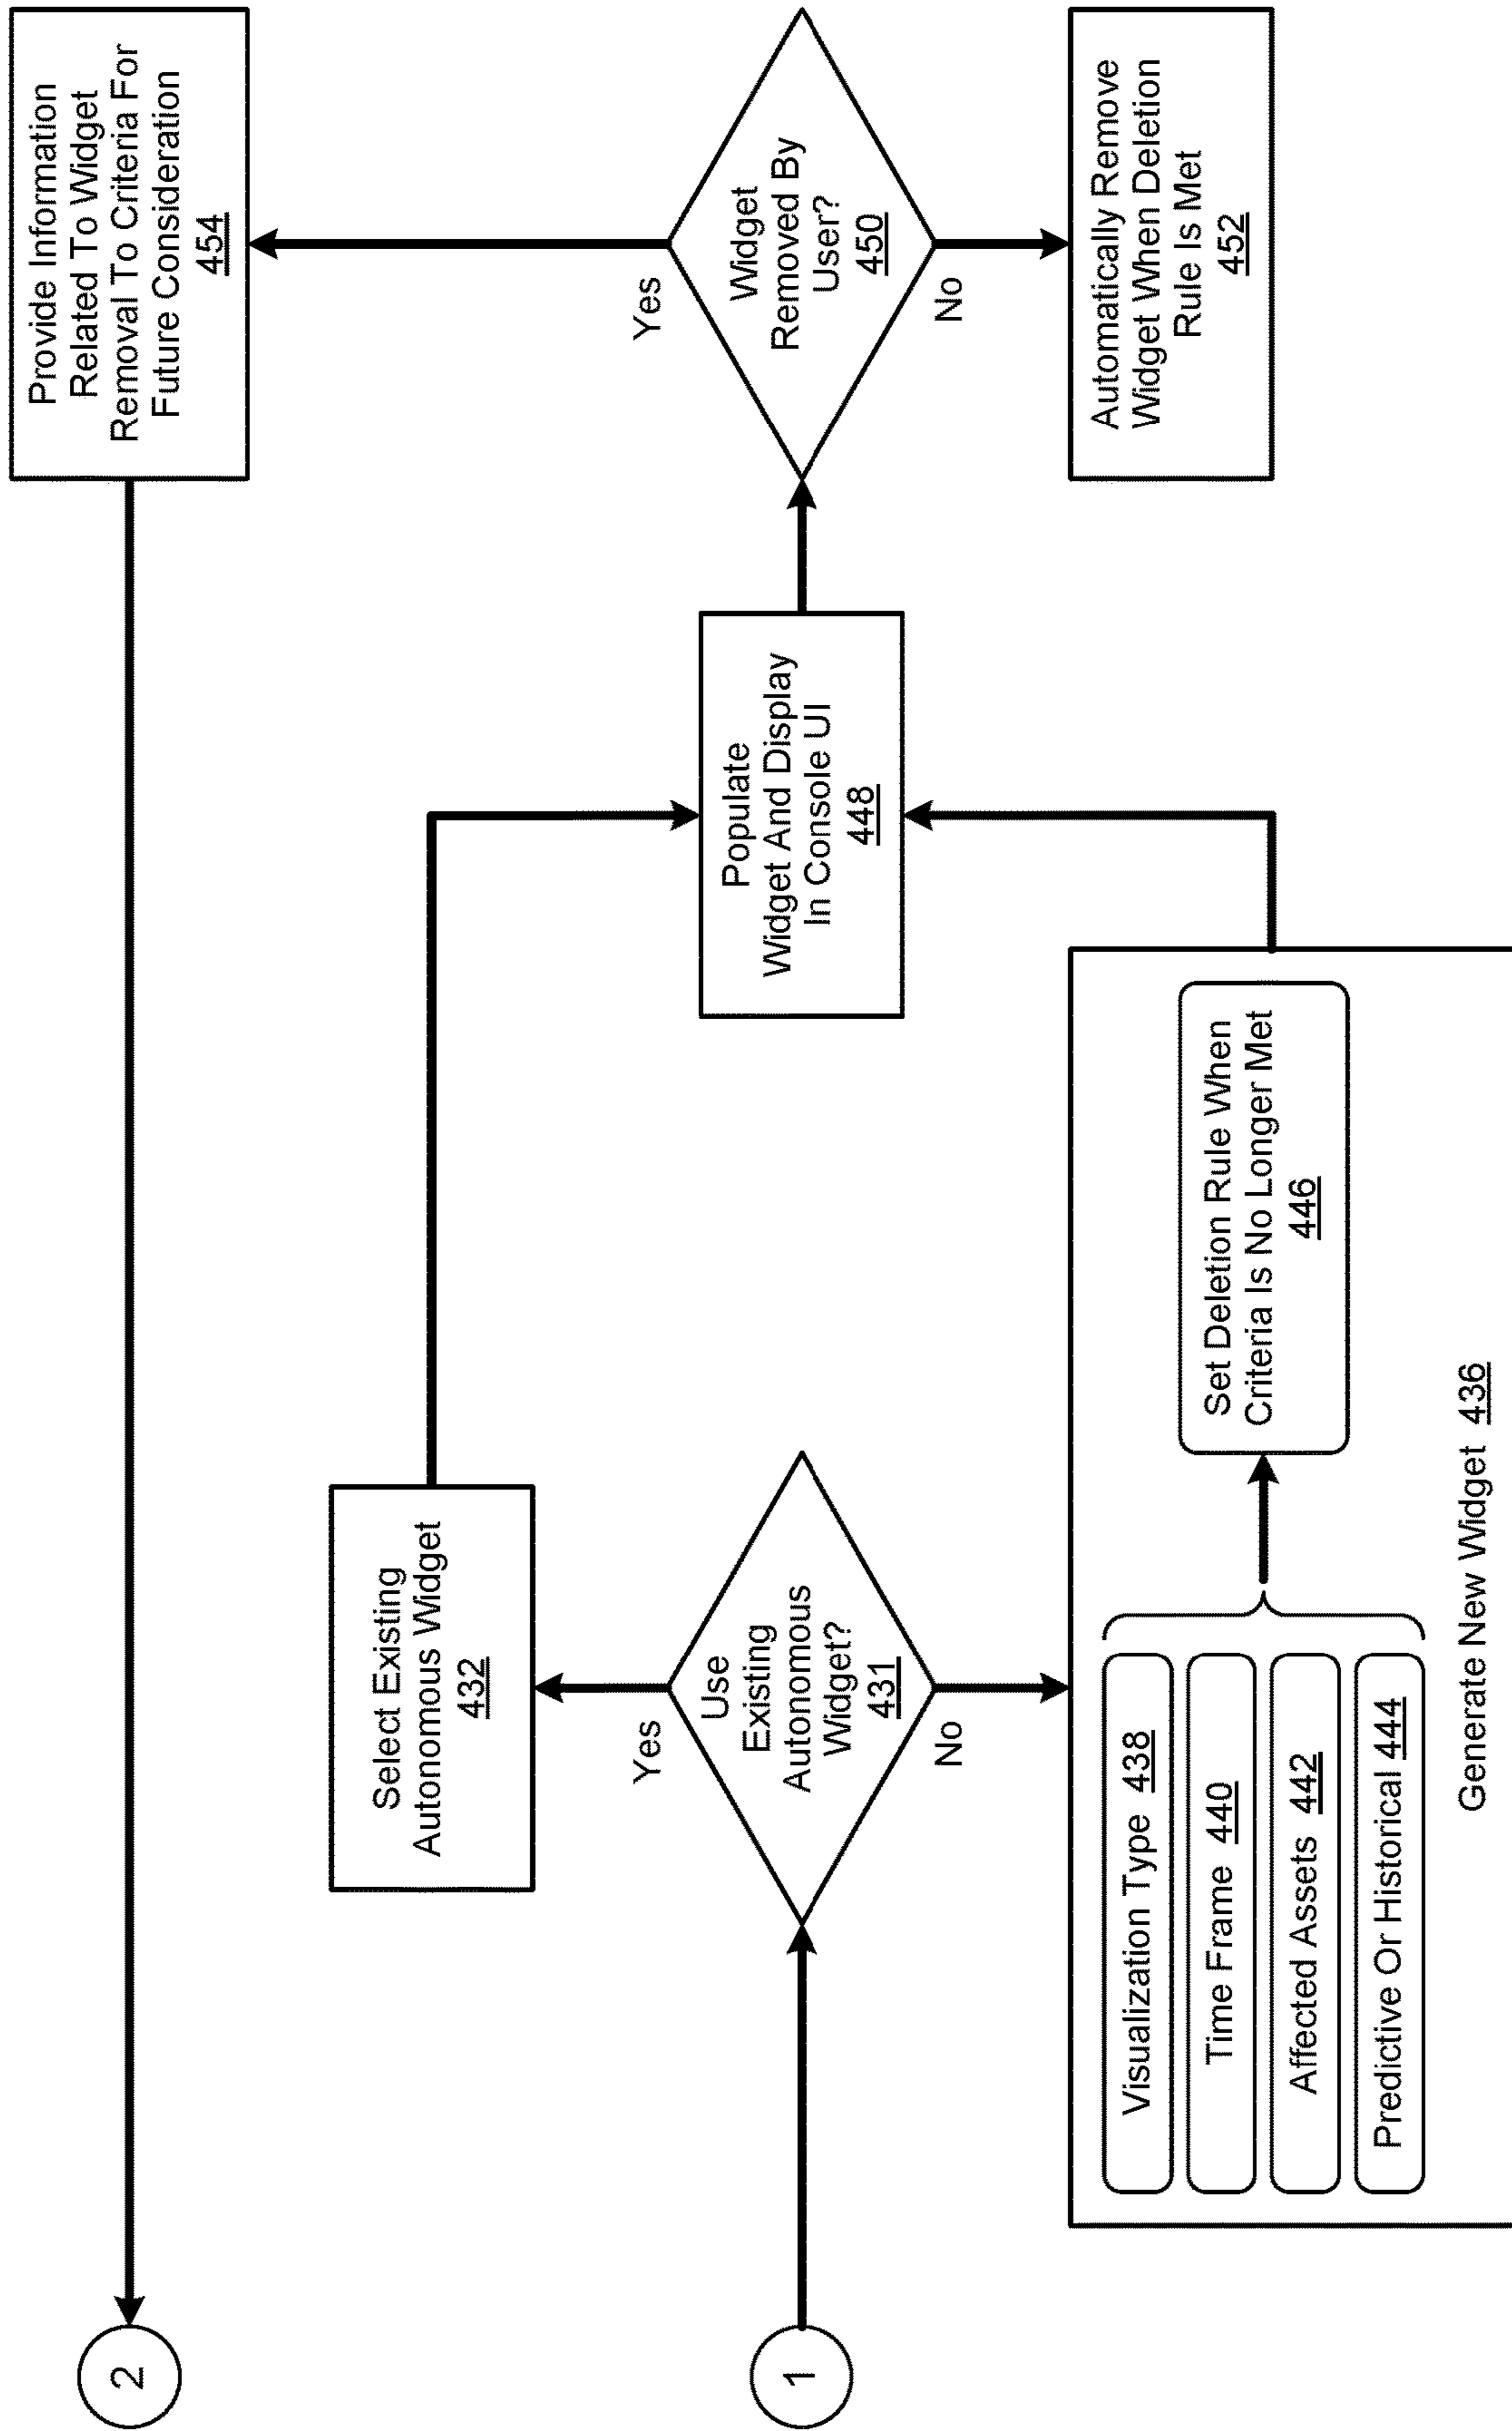 2
Provide Information
Related To Widget
Removal To Criteria For
Future Consideration
454
Select Existing
Autonomous Widget
432
Yes
Use
Existing
Autonomous
Widget?
431
No
1
Populate
Widget And Display
In Console UI
448
Yes
Widget
Removed By
User?
450
No
Automatically Remove
Widget When Deletion
Rule Is Met
452
Visualization Type 438
Time Frame 440
Affected Assets 442
Predictive Or Historical 444
Set Deletion Rule When
Criteria Is No Longer Met
446
Generate New Widget 436